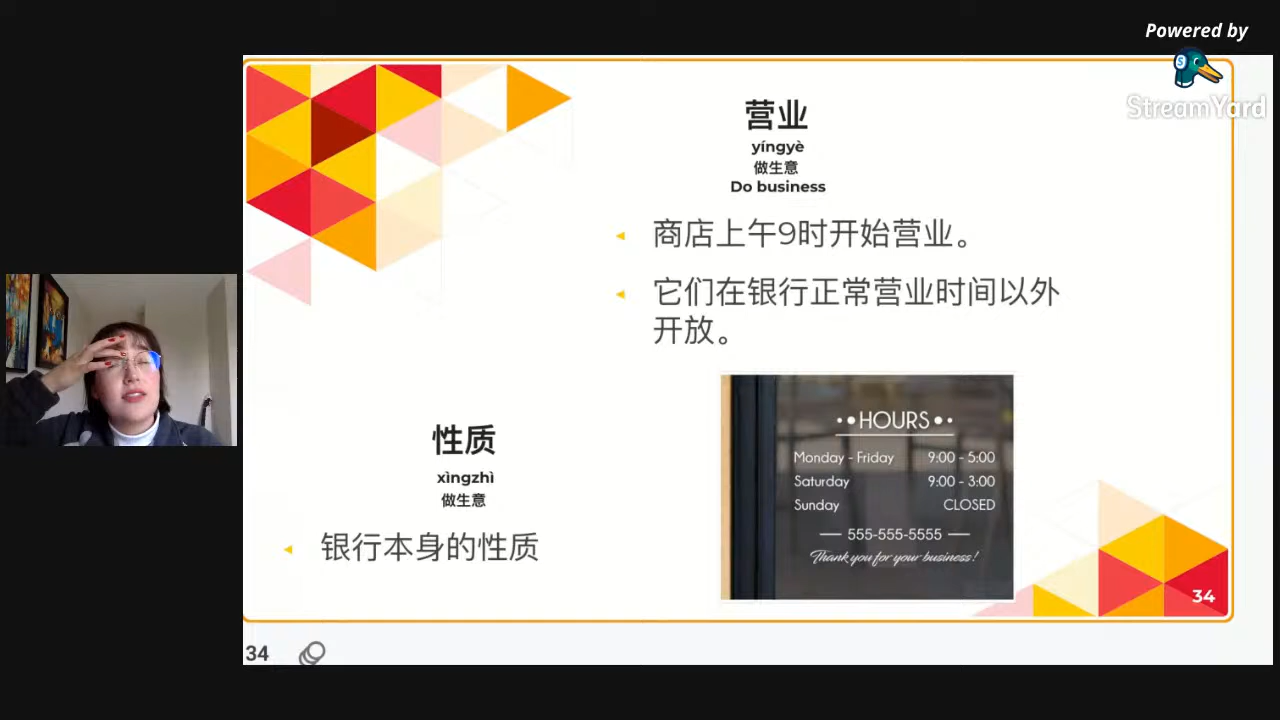 Powered by
StreamYard
营业
yíngyè
做生意
Do business
商店上午9时开始营业。
它们在银行正常营业时间以外
开放。
性质
xìngzhì
做生意
银行本身的性质
••HOURS••
Monday - Friday 9:00 - 5:00
Saturday 9:00 - 3:00
Sunday CLOSED
— 555-555-5555 —
Thank you for your business!
34
34